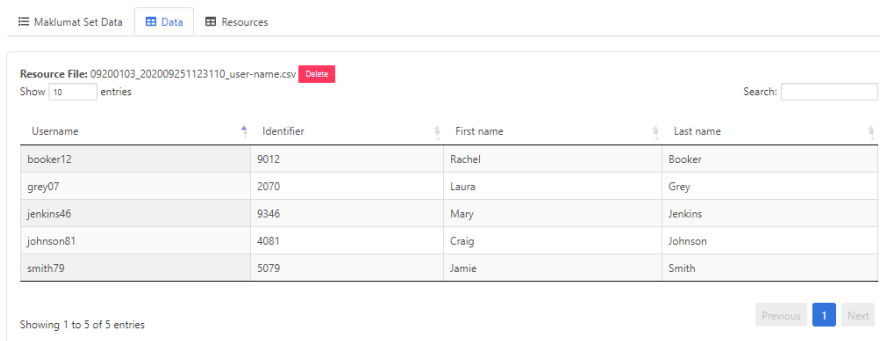 Maklumat Set Data Data Resources
Resource File: 09200103_202009251123110_user-name.csv Delete
Show 10 entries Search:
Username Identifier First name Last name
booker12 9012 Rachel Booker
grey07 2070 Laura Grey
jenkins46 9346 Mary Jenkins
johnson81 4081 Craig Johnson
smith79 5079 Jamie Smith
Showing 1 to 5 of 5 entries Previous 1 Next